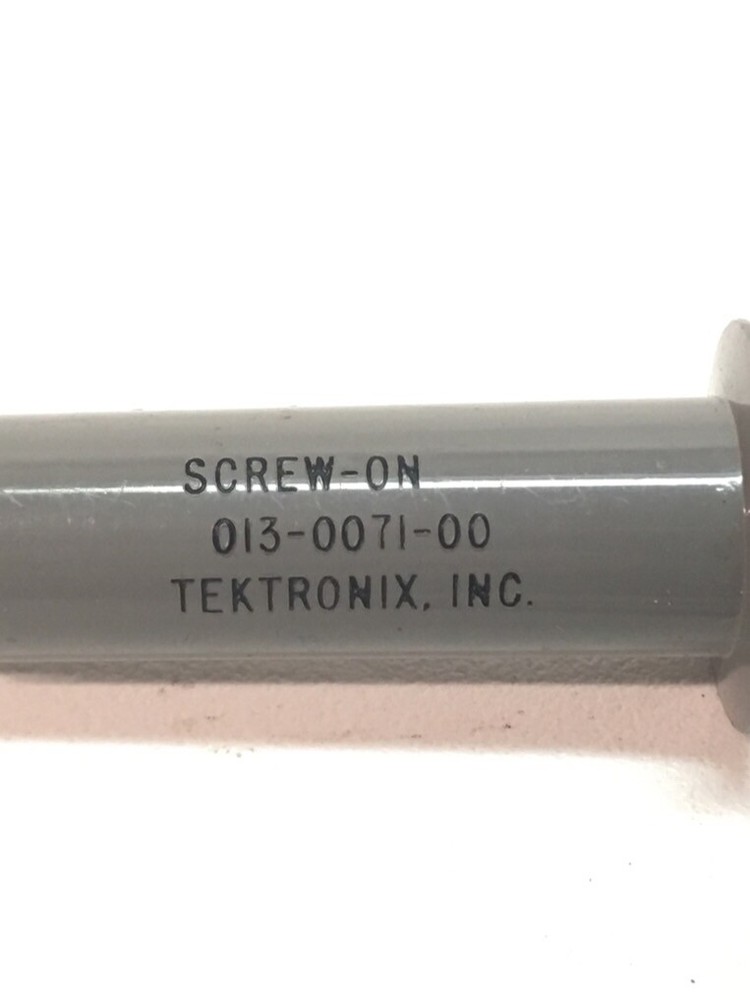 SCREW-ON
013-0071-00
TEKTRONIX, INC.